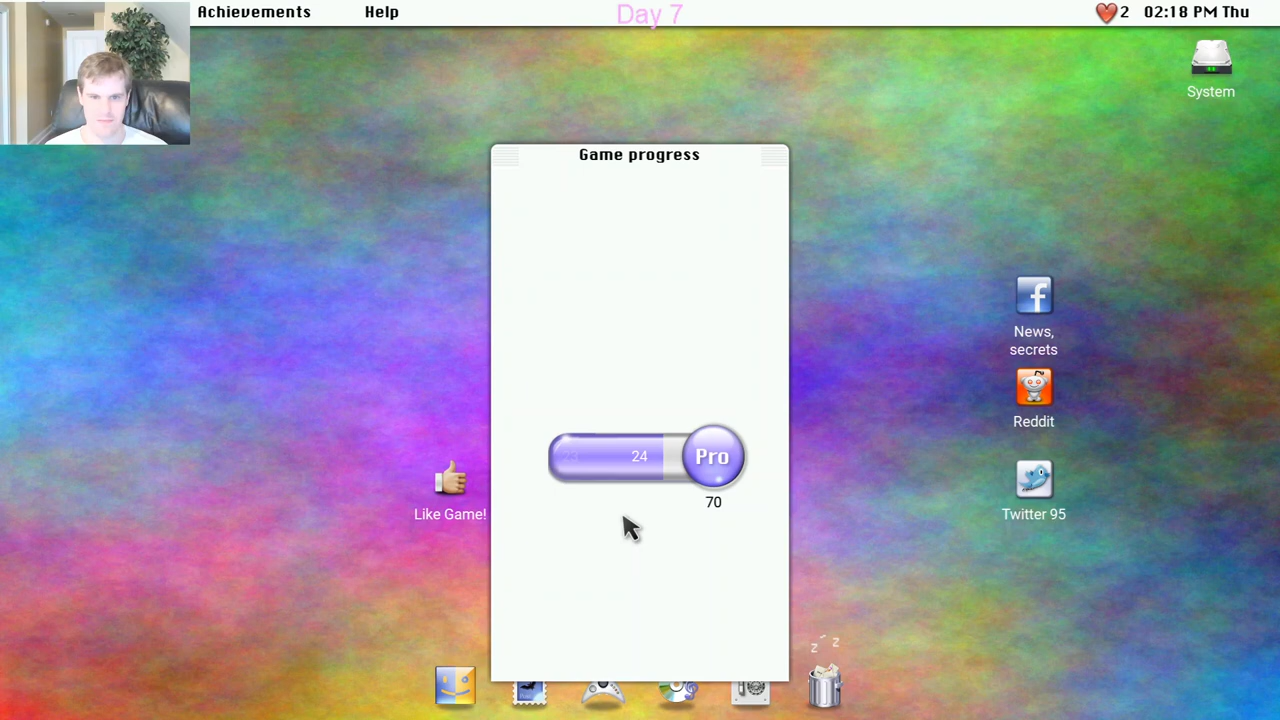 Achievements Help Day 7 2 02:18 PM Thu
System
Game progress
News,
secrets
Reddit
24 Pro
70
Like Game!
Twitter 95
z z